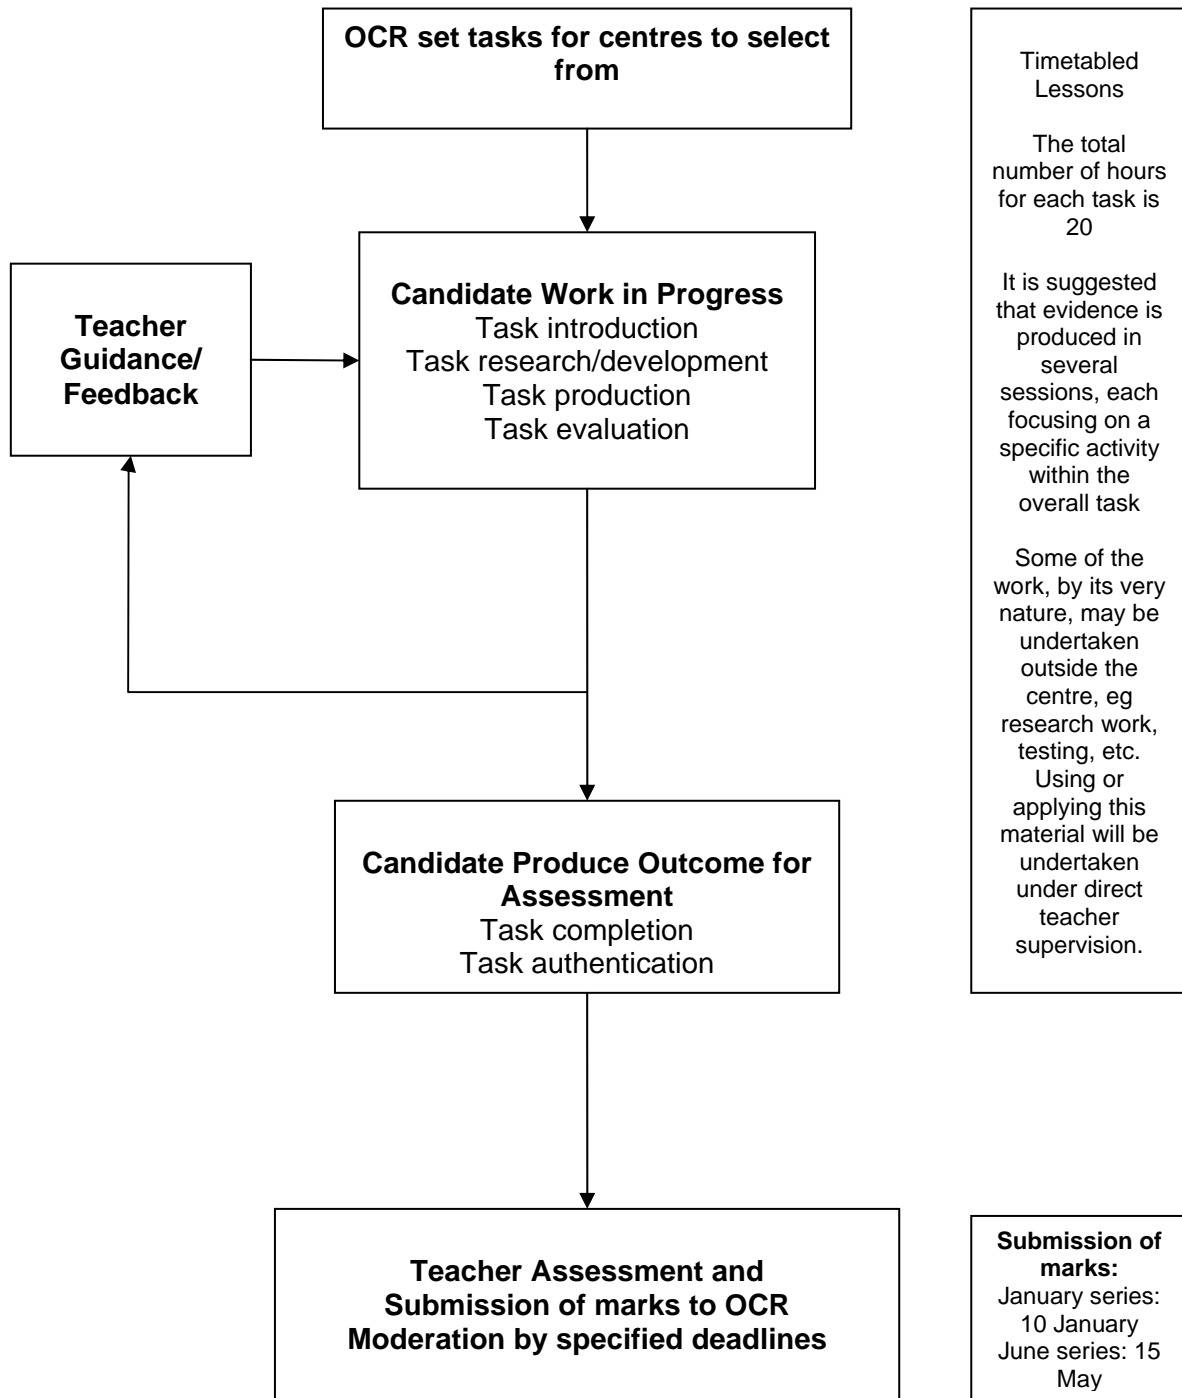 OCR set tasks for centres to select
from
Timetabled
Lessons
The total
number of hours
for each task is
20
It is suggested
that evidence is
produced in
several
sessions, each
focusing on a
specific activity
within the
overall task
Some of the
work, by its very
nature, may be
undertaken
outside the
centre, eg
research work,
testing, etc.
Using or
applying this
material will be
undertaken
under direct
teacher
supervision.
Teacher
Guidance/
Feedback
Candidate Work in Progress
Task introduction
Task research/development
Task production
Task evaluation
Candidate Produce Outcome for
Assessment
Task completion
Task authentication
Teacher Assessment and
Submission of marks to OCR
Moderation by specified deadlines
Submission of
marks:
January series:
10 January
June series: 15
May